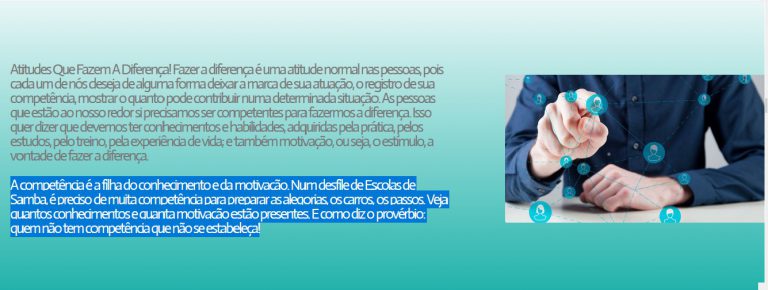 Atitudes Que Fazem A Diferença! Fazer a diferença é uma atitude normal nas pessoas, pois
cada um de nós deseja de alguma forma deixar a marca de sua atuação, o registro de sua
competência, mostrar o quanto pode contribuir numa determinada situação. As pessoas
que estão ao nosso redor si precisamos ser competentes para fazermos a diferença. Isso
quer dizer que devemos ter conhecimentos e habilidades, adquiridas pela prática, pelos
estudos, pelo treino, pela experiência de vida; e também motivação, ou seja, o estímulo, a
vontade de fazer a diferença.
A competência é a filha do conhecimento e da motivação. Num desfile de Escolas de
Samba, é preciso de muita competência para preparar as alegorias, os carros, os passos. Veja
quantos conhecimentos e quanta motivação estão presentes. E como diz o provérbio:
quem não tem competência que não se estabeleça!